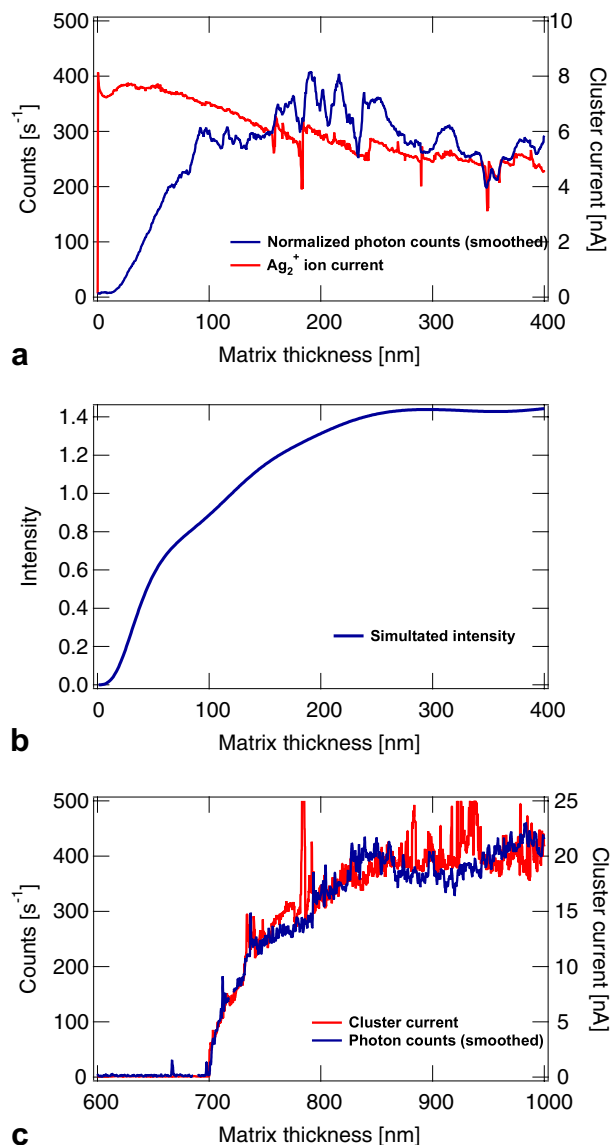 500
400
300
200
100
0
Counts [s-1]
10
8
6
4
2
0
Cluster current [nA]
Normalized photon counts (smoothed)
Ag2+ ion current
0 100 200 300 400
Matrix thickness [nm]
a
1.4
1.2
1.0
0.8
0.6
0.4
0.2
0.0
Intensity
Simultated intensity
0 100 200 300 400
Matrix thickness [nm]
b
500
400
300
200
100
0
Counts [s-1]
25
20
15
10
5
0
Cluster current [nA]
Cluster current
Photon counts (smoothed)
600 700 800 900 1000
Matrix thickness [nm]
c